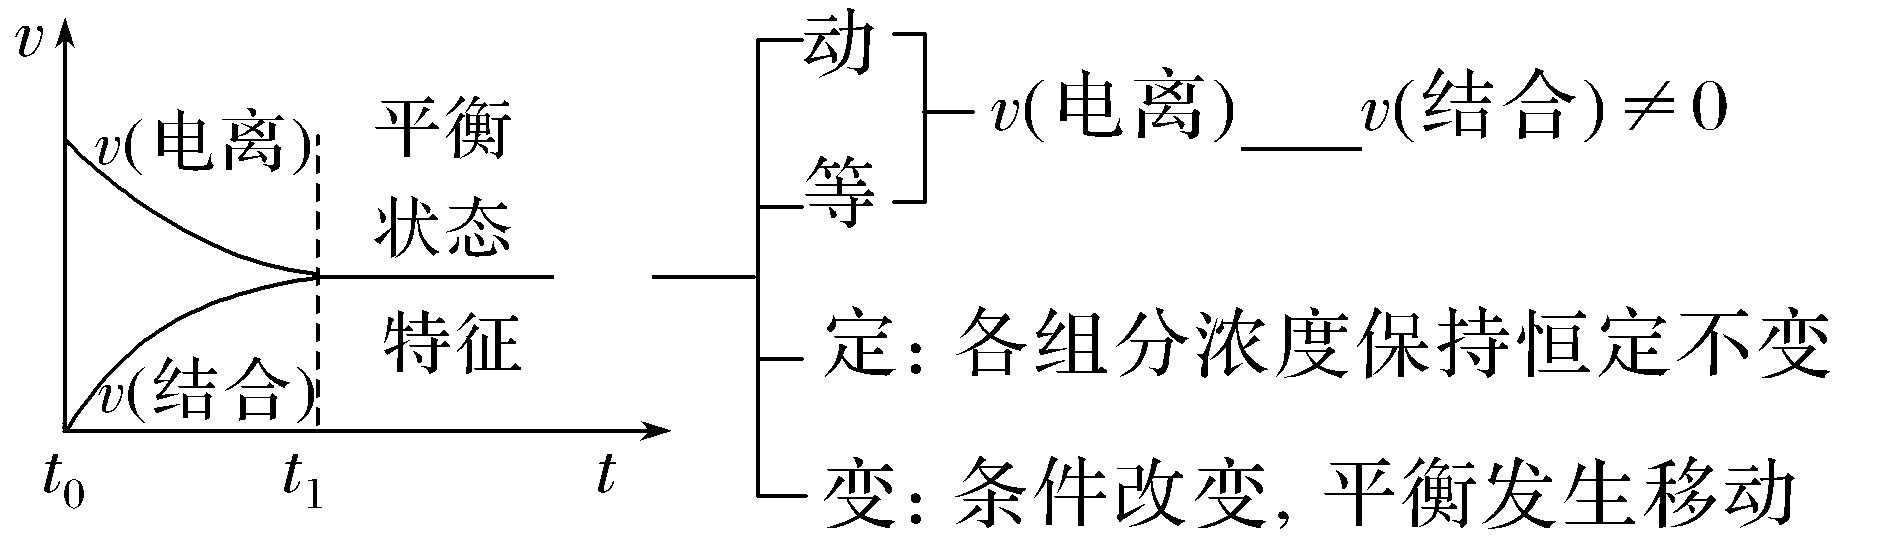 v
v(电离)
v(结合)
t₀
t₁
t
平衡
状态
特征
动
等
v(电离)___v(结合)≠0
定：各组分浓度保持恒定不变
变：条件改变, 平衡发生移动